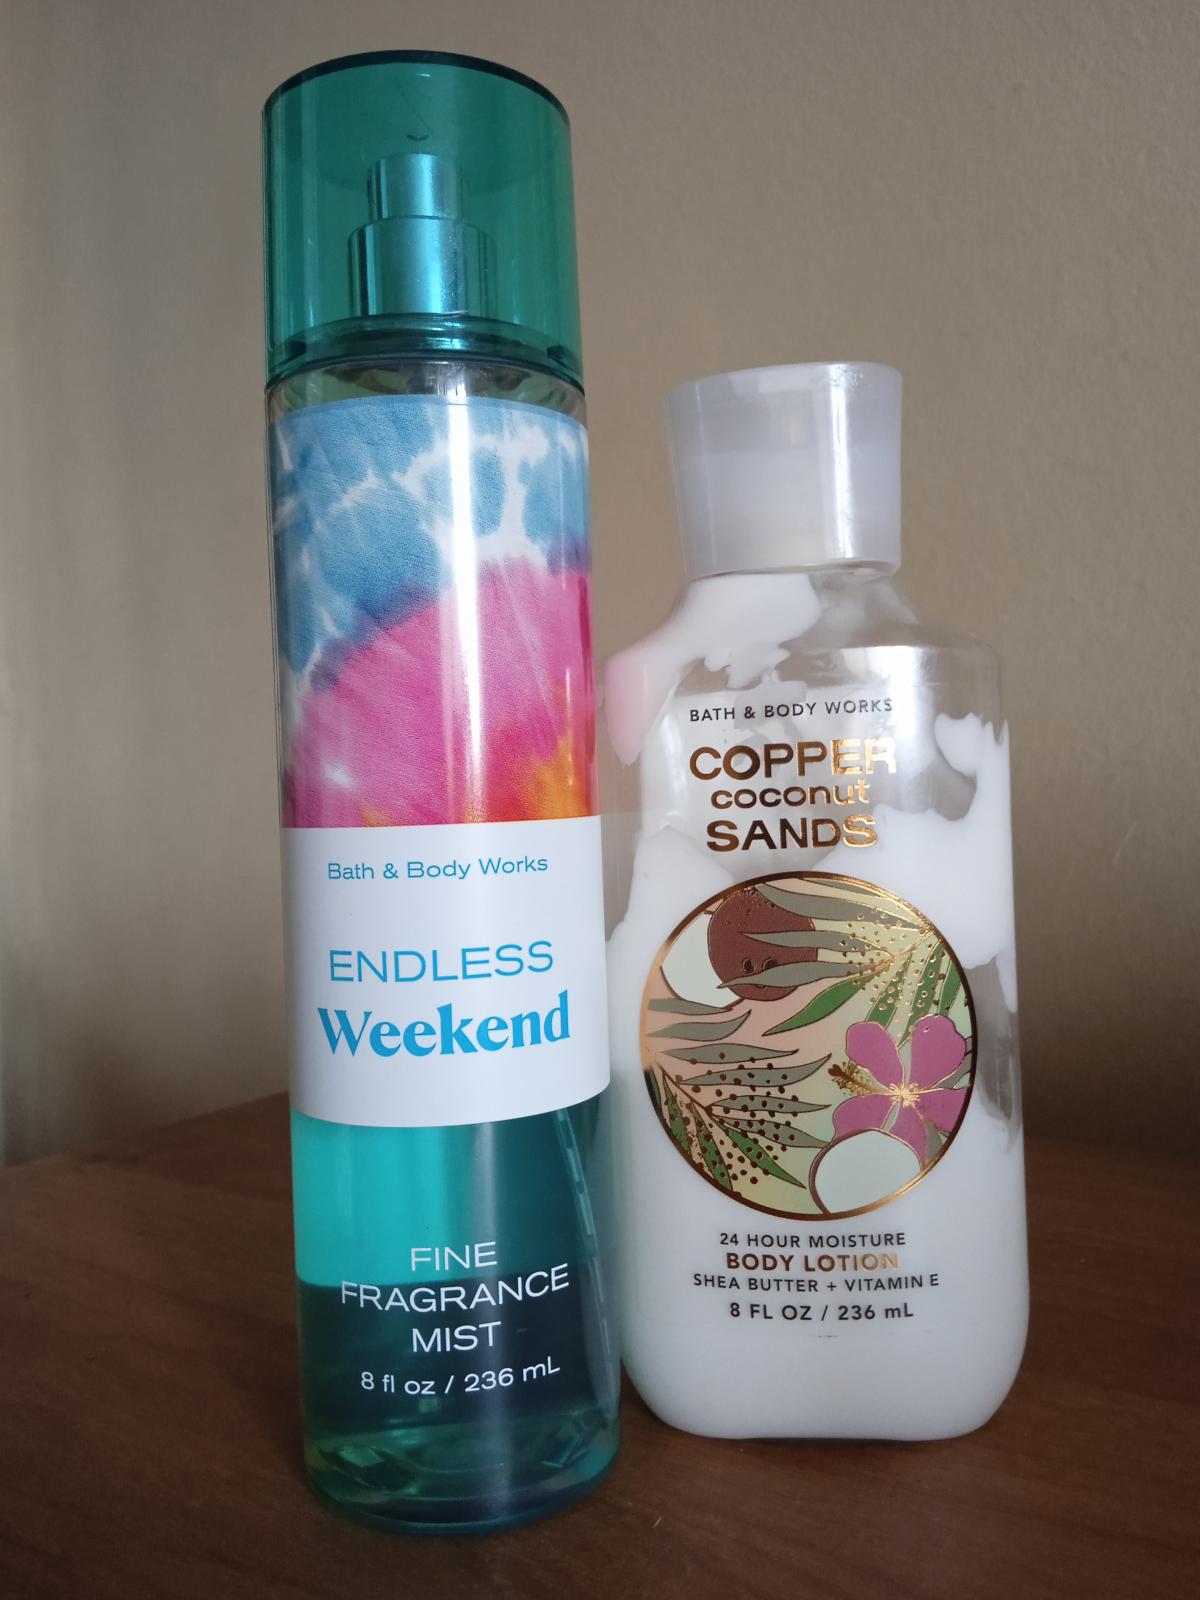 Bath & Body Works
ENDLESS
Weekend
FINE
FRAGRANCE
MIST
8 fl oz / 236 mL
BATH & BODY WORKS
COPPER
coconut
SANDS
24 HOUR MOISTURE
BODY LOTION
SHEA BUTTER + VITAMIN E
8 FL OZ / 236 mL